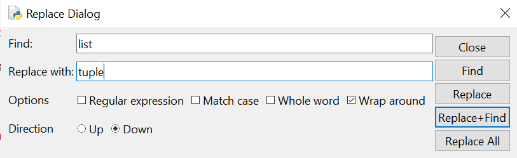 Replace Dialog
Find: list
Close
Replace with: tuple
Find
Options Regular expression Match case Whole word Wrap around
Replace
Direction Up Down
Replace+Find
Replace All